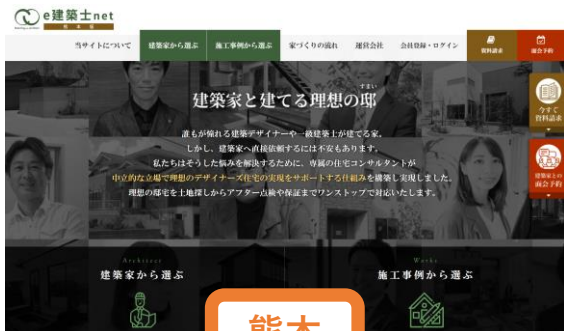 e建築士net
熊本版
当サイトについて
建築家から選ぶ
施工事例から選ぶ
家づくりの流れ
運営会社
会員登録・ログイン
資料請求
面会予約
すまい
建築家と建てる理想の邸
誰もが憧れる建築デザイナーや一級建築士が建てる家。
しかし、建築家へ直接依頼するには不安もあります。
私たちはそうした悩みを解決するために、専属の住宅コンサルタントが
中立的な立場で理想のデザイナーズ住宅の実現をサポートする仕組みを構築し実現しました。
理想の邸宅を土地探しからアフター点検や保証までワンストップで対応いたします。
今すぐ
資料請求
建築家との
面会予約
Architect
建築家から選ぶ
Works
施工事例から選ぶ
熊本